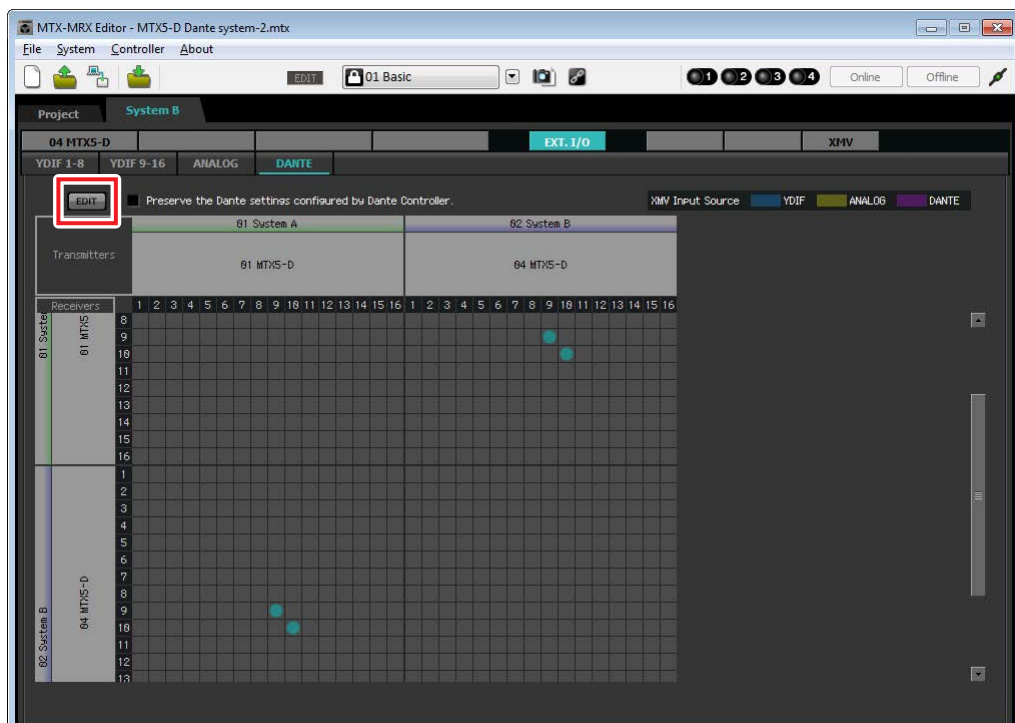 MTX-MRX Editor - MTX5-D Dante system-2.mtx
File System Controller About
EDIT 01 Basic 1 2 3 4 Online Offline
Project System B
04 MTX5-D EXT. I/O XMV
YDIF 1-8 YDIF 9-16 ANALOG DANTE
EDIT Preserve the Dante settings configured by Dante Controller. XMV Input Source YDIF ANALOG DANTE
01 System A 02 System B
Transmitters
01 MTX5-D 04 MTX5-D
Receivers 1 2 3 4 5 6 7 8 9 10 11 12 13 14 15 16 1 2 3 4 5 6 7 8 9 10 11 12 13 14 15 16
01 Syste
01 MTX5
8
9
10
11
12
13
14
15
16
02 System B
04 MTX5-D
1
2
3
4
5
6
7
8
9
10
11
12
13